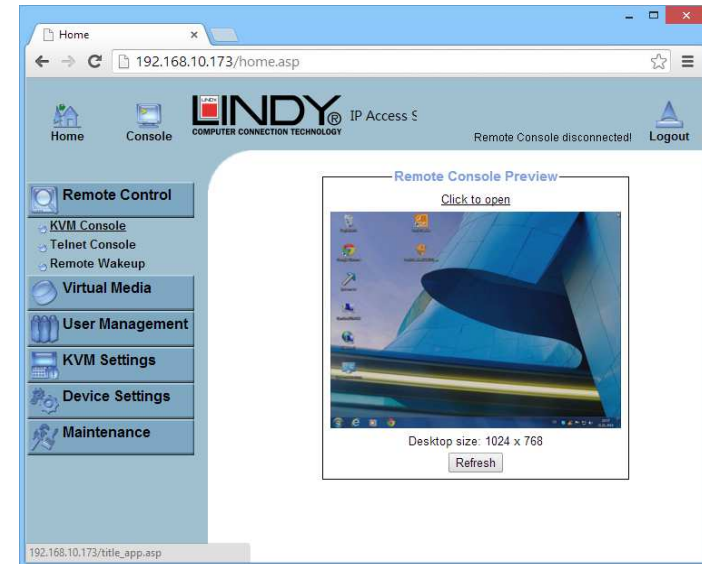 Home
192.168.10.173/home.asp
Home
Console
LINDY®
COMPUTER CONNECTION TECHNOLOGY
IP Access S
Remote Console disconnected!
Logout
Remote Control
KVM Console
Telnet Console
Remote Wakeup
Virtual Media
User Management
KVM Settings
Device Settings
Maintenance
Remote Console Preview
Click to open
Desktop size: 1024 x 768
Refresh
192.168.10.173/title_app.asp